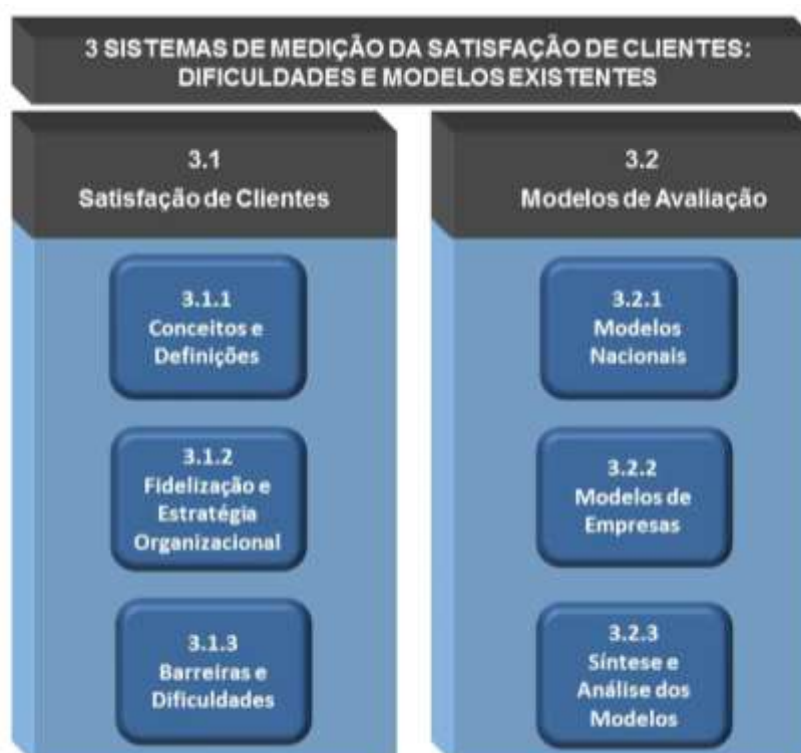 3 SISTEMAS DE MEDIÇÃO DA SATISFAÇÃO DE CLIENTES:
DIFICULDADES E MODELOS EXISTENTES
3.1
Satisfação de Clientes
3.1.1
Conceitos e
Definições
3.1.2
Fidelização e
Estratégia
Organizacional
3.1.3
Barreiras e
Dificuldades
3.2
Modelos de Avaliação
3.2.1
Modelos
Nacionais
3.2.2
Modelos de
Empresas
3.2.3
Síntese e
Análise dos
Modelos